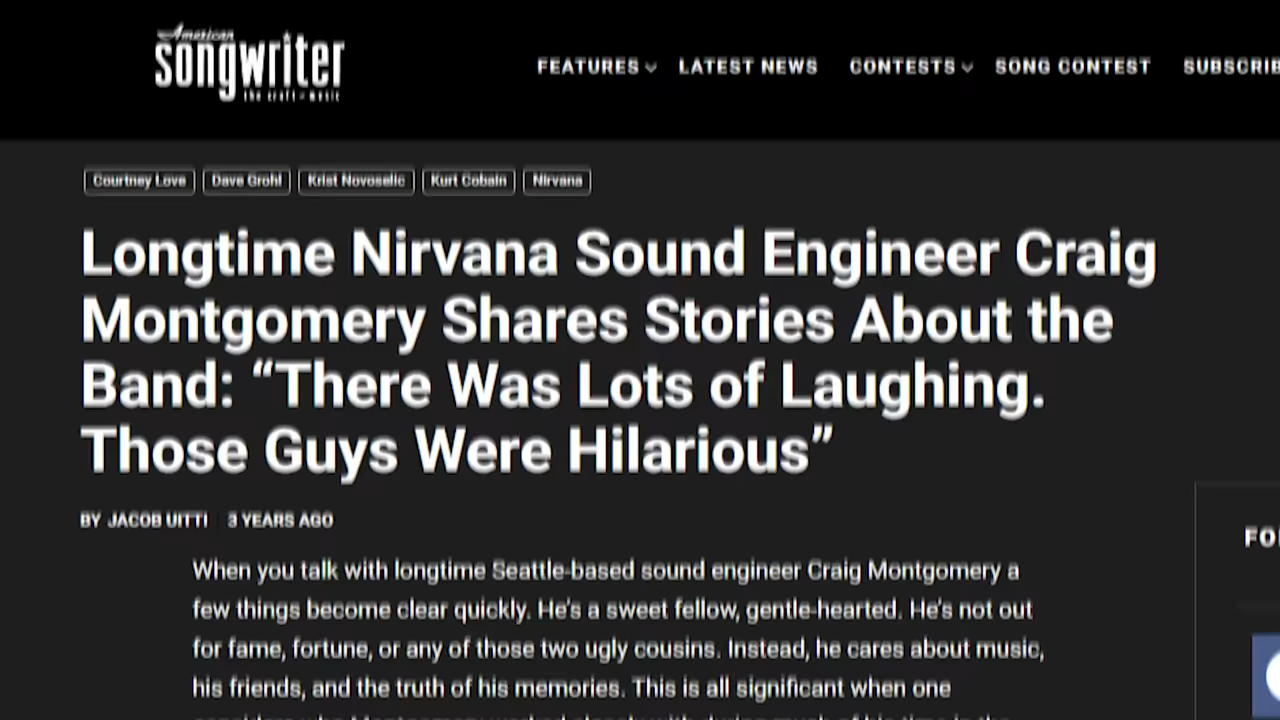 American
songwriter
the craft of music
FEATURES LATEST NEWS CONTESTS SONG CONTEST SUBSCRIB
Courtney Love Dave Grohl Krist Novoselic Kurt Cobain Nirvana
Longtime Nirvana Sound Engineer Craig
Montgomery Shares Stories About the
Band: “There Was Lots of Laughing.
Those Guys Were Hilarious”
BY JACOB UITTI 3 YEARS AGO
When you talk with longtime Seattle-based sound engineer Craig Montgomery a
few things become clear quickly. He's a sweet fellow, gentle-hearted. He's not out
for fame, fortune, or any of those two ugly cousins. Instead, he cares about music,
his friends, and the truth of his memories. This is all significant when one
FO